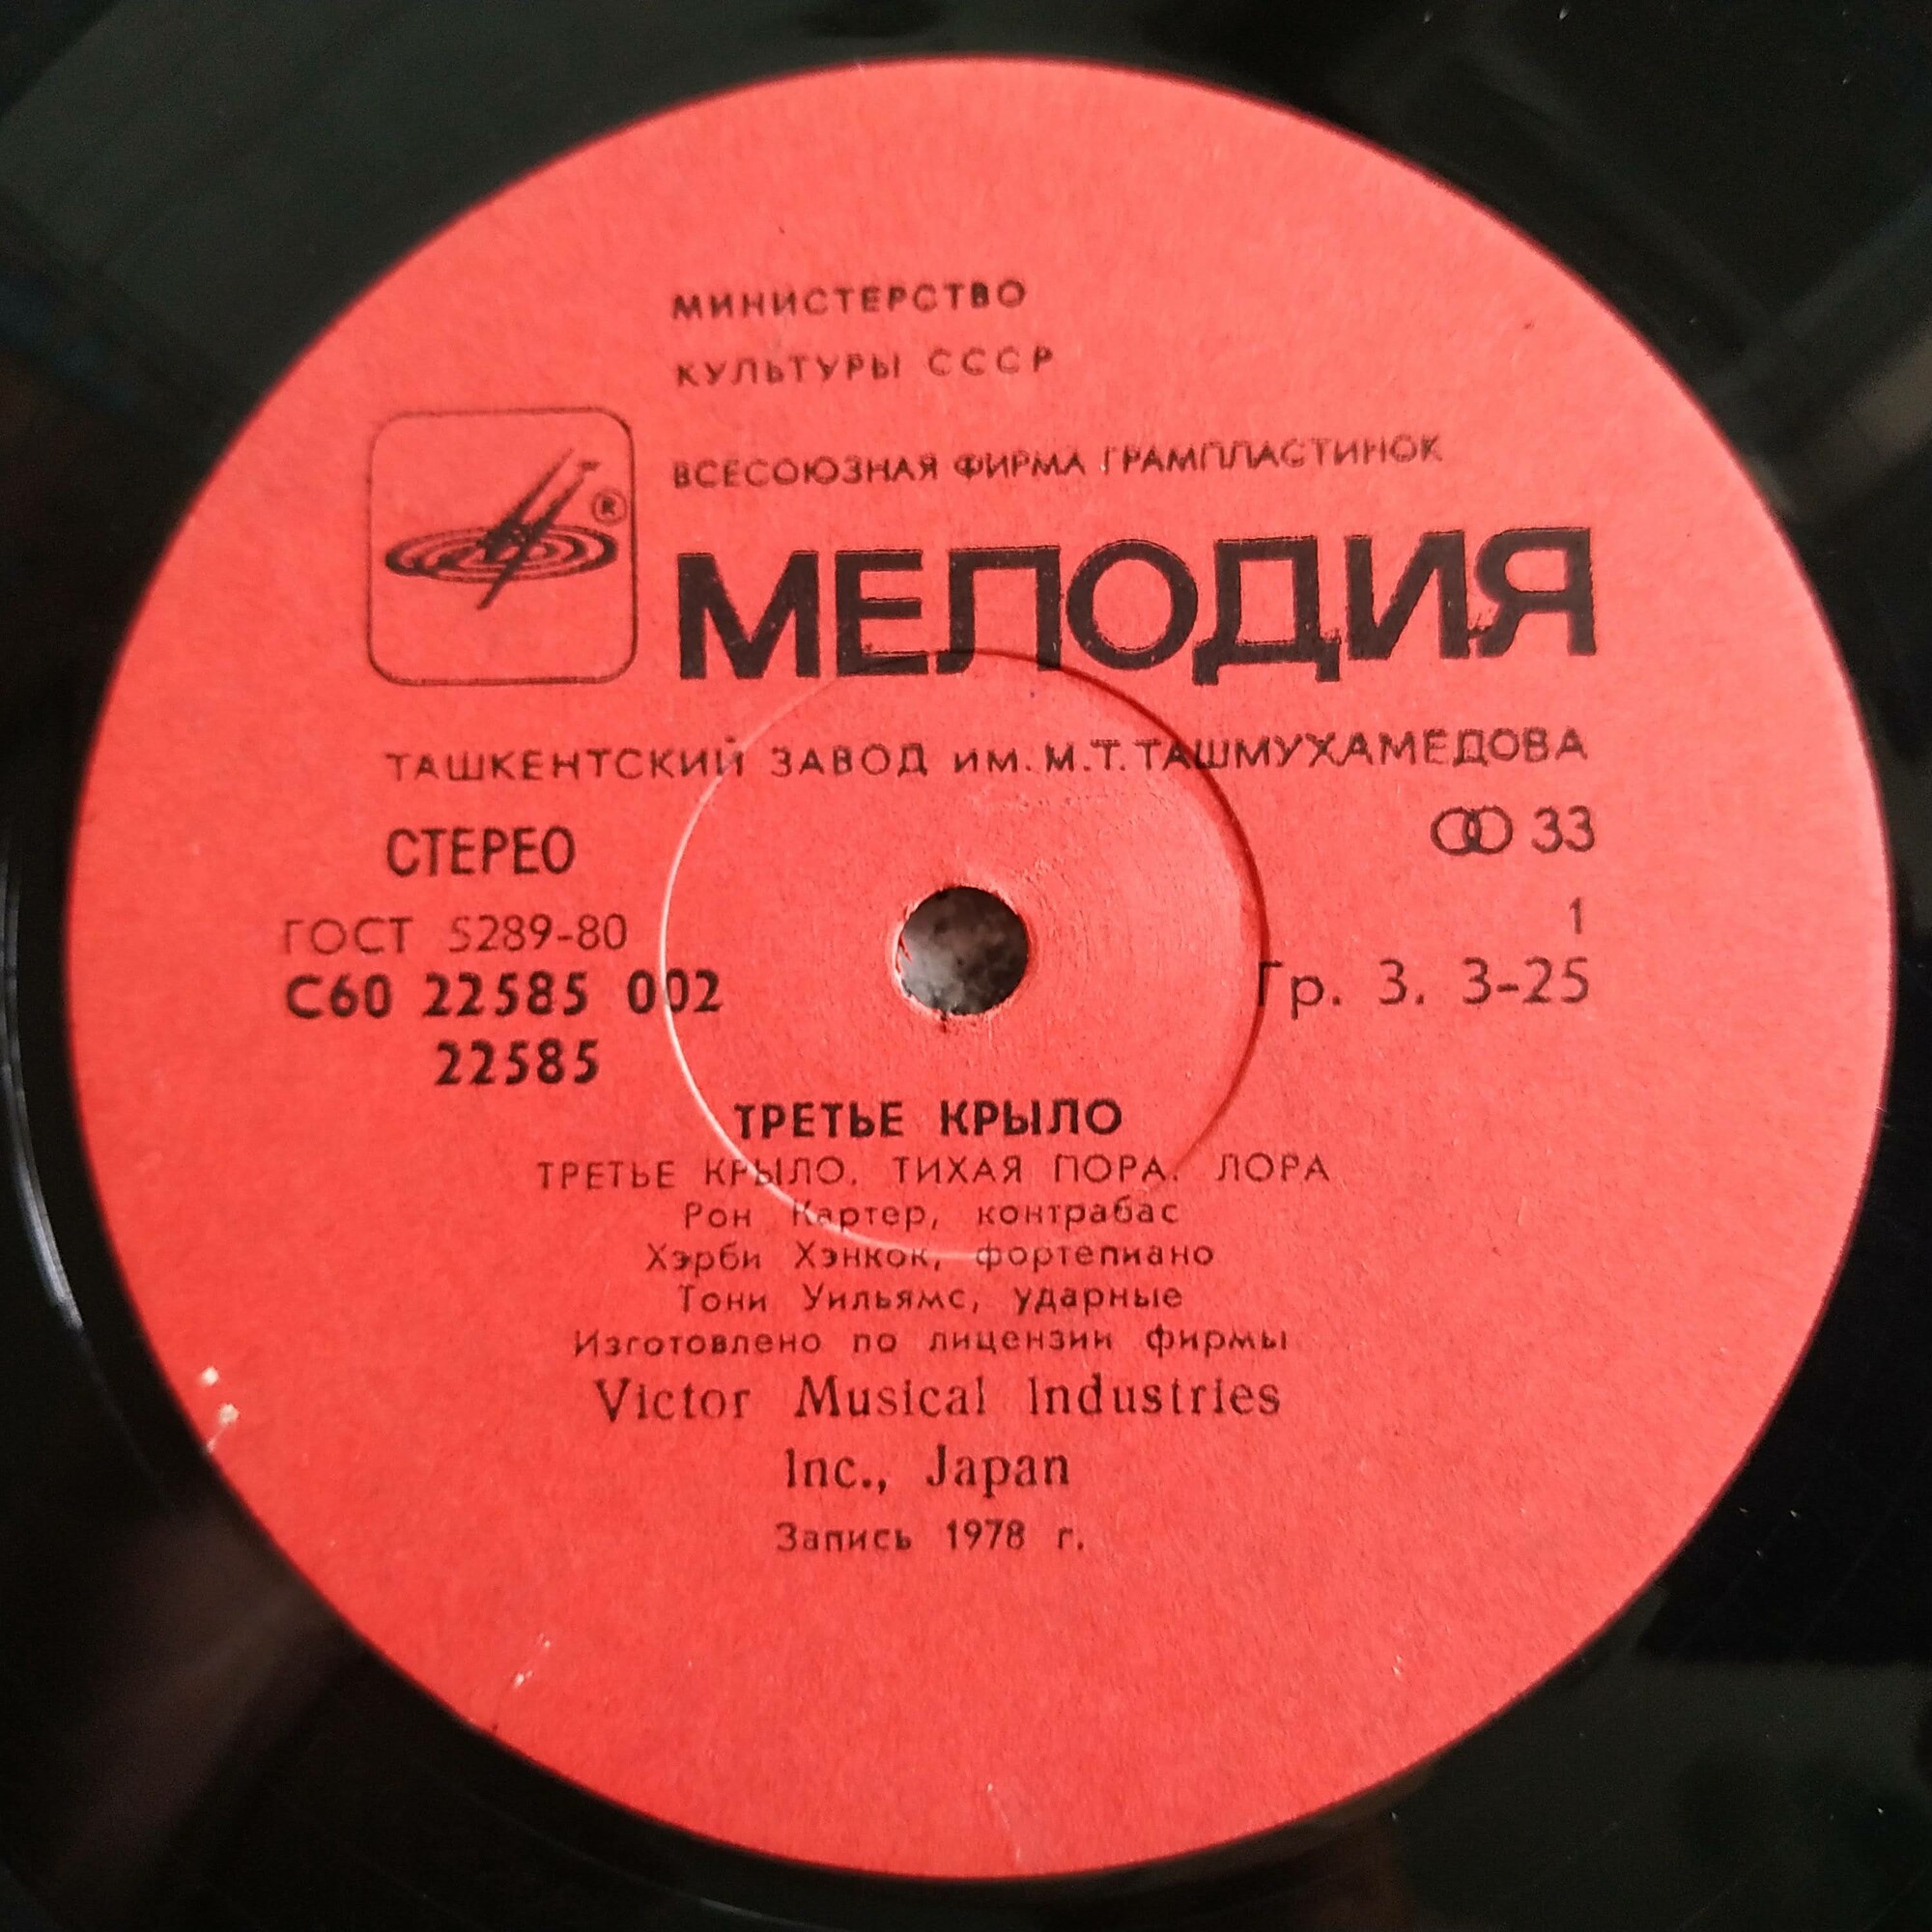 МИНИСТЕРСТВО
КУЛЬТУРЫ СССР
ВСЕСОЮЗНАЯ ФИРМА ГРАМПЛАСТИНОК
®
МЕЛОДИЯ
ТАШКЕНТСКИЙ ЗАВОД им. М.Т. ТАШМУХАМЕДОВА
СТЕРЕО
33
ГОСТ 5289-80
1
С60 22585 002
Гр. 3. 3-25
22585
ТРЕТЬЕ КРЫЛО
ТРЕТЬЕ КРЫЛО. ТИХАЯ ПОРА. ЛОРА
Рон Картер, контрабас
Хэрби Хэнкок, фортепиано
Тони Уильямс, ударные
Изготовлено по лицензии фирмы
Victor Musical Industries
Inc., Japan
Запись 1978 г.